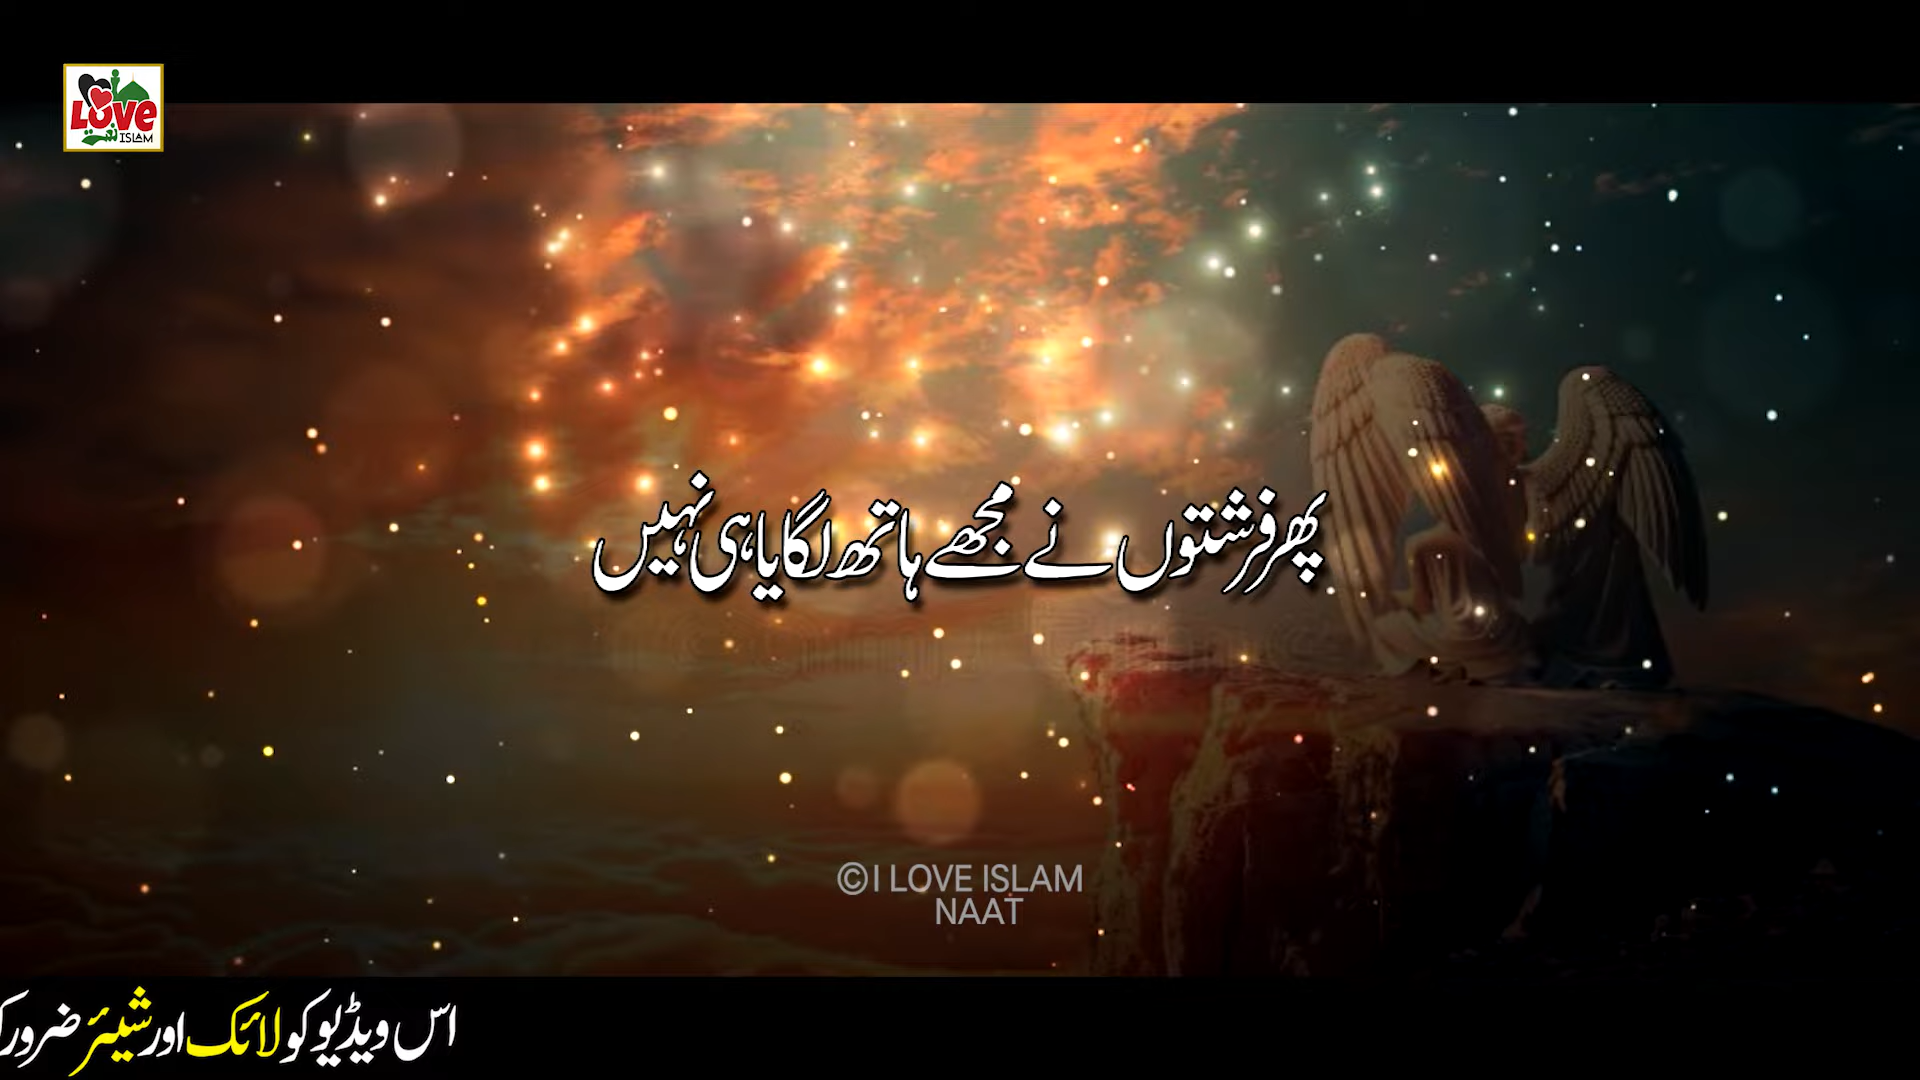 Love
ISLAM
پھر فرشتوں نے مجھے ہاتھ لگایا ہی نہیں
©I LOVE ISLAM
NAAT
اس ویڈیو کو لائک اور شیئر ضرور